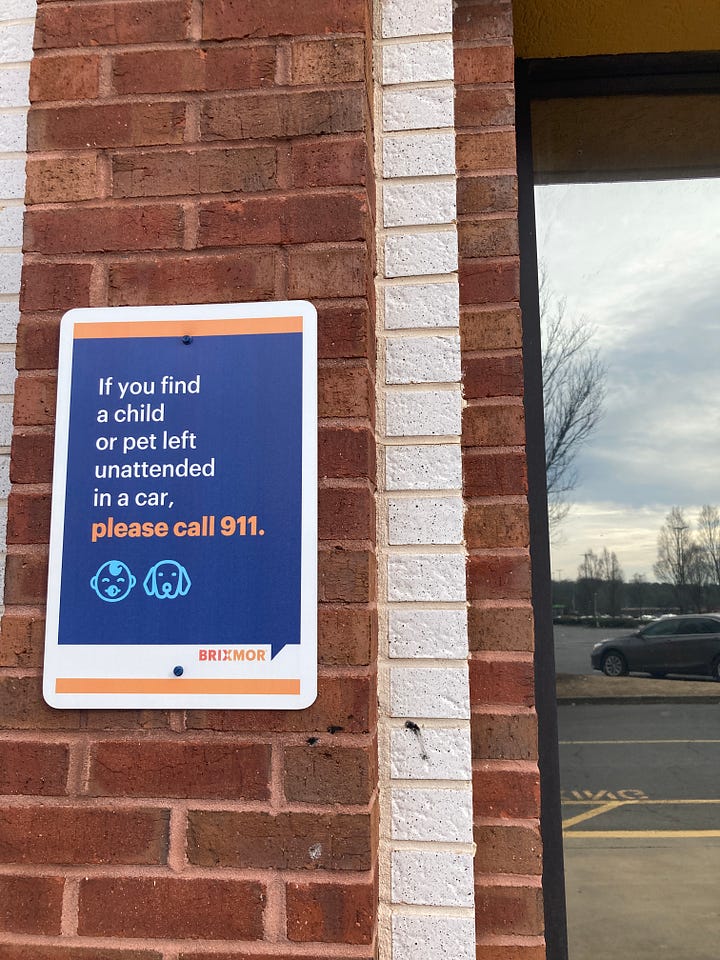 If you find
a child
or pet left
unattended
in a car,
please call 911.
BRIXMOR